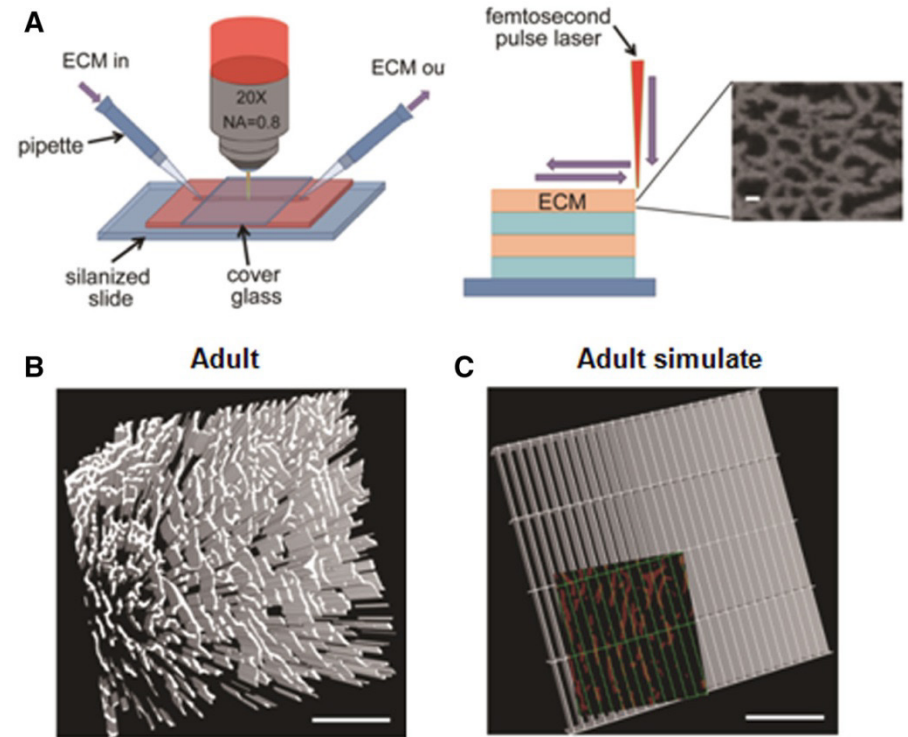 A
ECM in
ECM ou
20X
NA=0.8
pipette
silanized
slide
cover
glass
femtosecond
pulse laser
ECM
B
Adult
C
Adult simulate